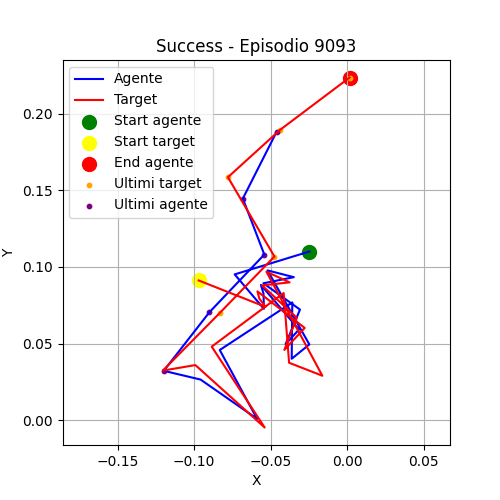 Success - Episodio 9093
Agente
Target
Start agente
Start target
End agente
Ultimi target
Ultimi agente
Y
0.20
0.15
0.10
0.05
0.00
−0.15
−0.10
−0.05
0.00
0.05
X